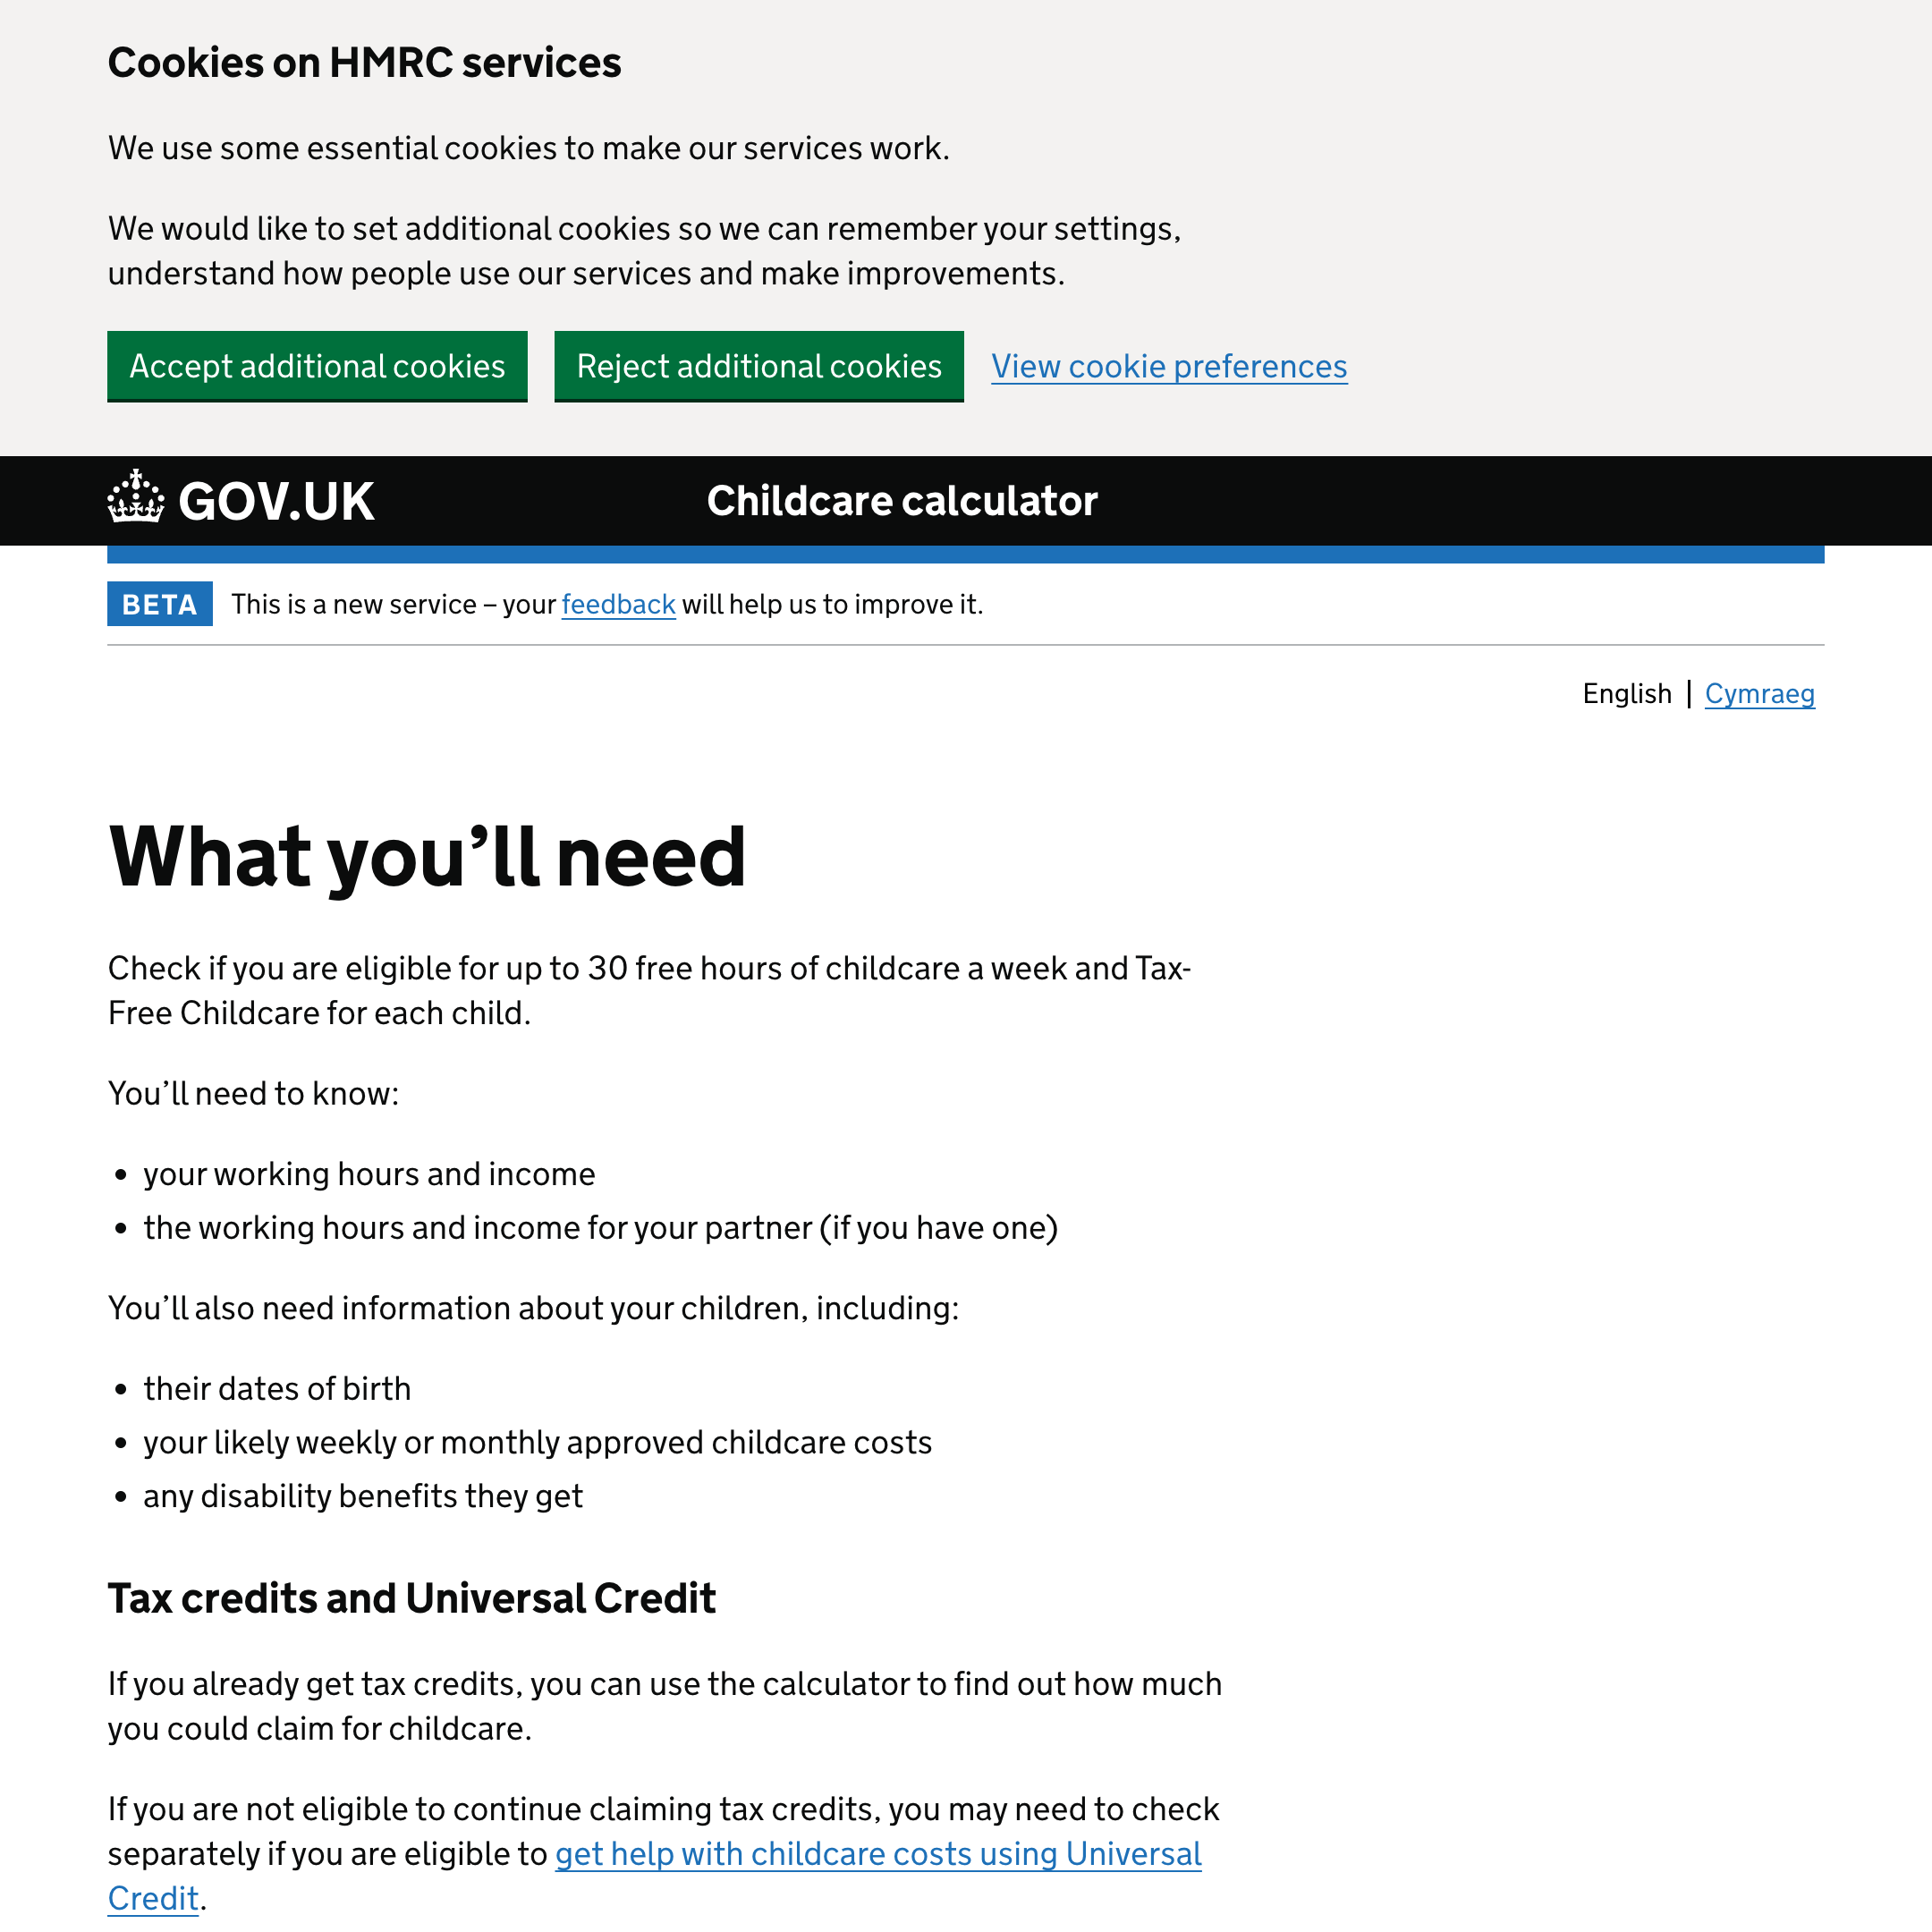 Cookies on HMRC services
We use some essential cookies to make our services work.
We would like to set additional cookies so we can remember your settings,
understand how people use our services and make improvements.
Accept additional cookies Reject additional cookies View cookie preferences
GOV.UK Childcare calculator
BETA This is a new service – your feedback will help us to improve it.
English | Cymraeg
What you’ll need
Check if you are eligible for up to 30 free hours of childcare a week and Tax-
Free Childcare for each child.
You’ll need to know:
• your working hours and income
• the working hours and income for your partner (if you have one)
You’ll also need information about your children, including:
• their dates of birth
• your likely weekly or monthly approved childcare costs
• any disability benefits they get
Tax credits and Universal Credit
If you already get tax credits, you can use the calculator to find out how much
you could claim for childcare.
If you are not eligible to continue claiming tax credits, you may need to check
separately if you are eligible to get help with childcare costs using Universal
Credit.